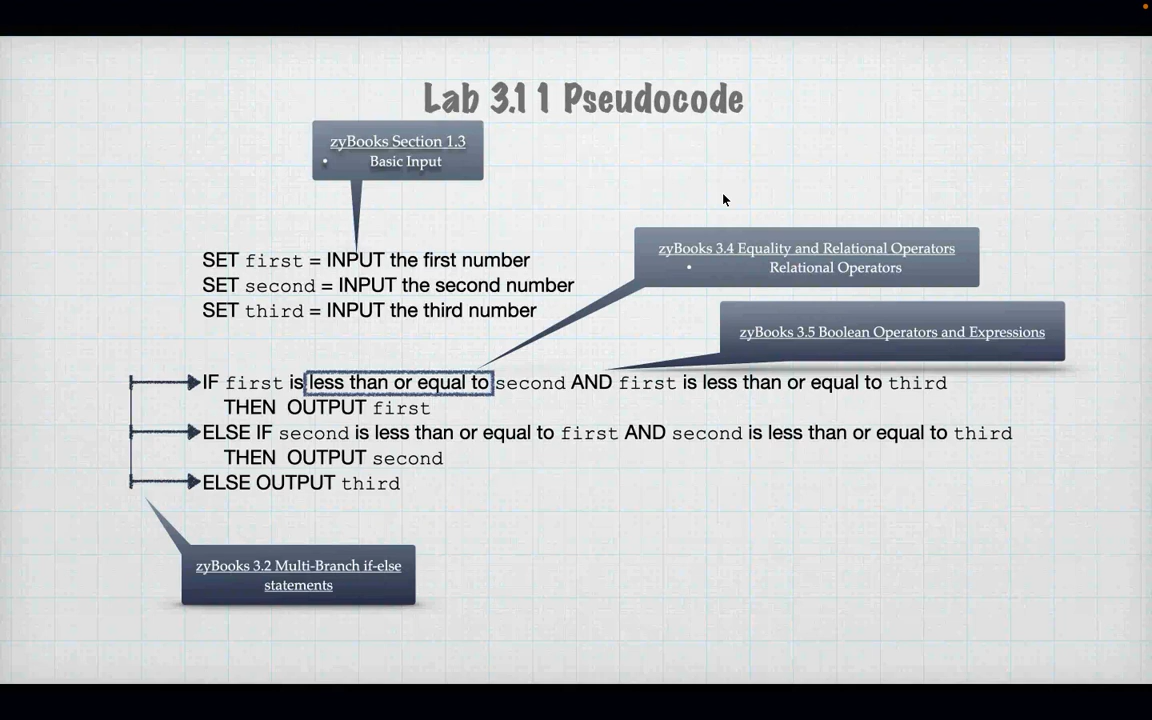 Lab 3.11 Pseudocode
zyBooks Section 1.3
• Basic Input
SET first = INPUT the first number
SET second = INPUT the second number
SET third = INPUT the third number
zyBooks 3.4 Equality and Relational Operators
• Relational Operators
zyBooks 3.5 Boolean Operators and Expressions
IF first is less than or equal to second AND first is less than or equal to third
THEN OUTPUT first
ELSE IF second is less than or equal to first AND second is less than or equal to third
THEN OUTPUT second
ELSE OUTPUT third
zyBooks 3.2 Multi-Branch if-else
statements